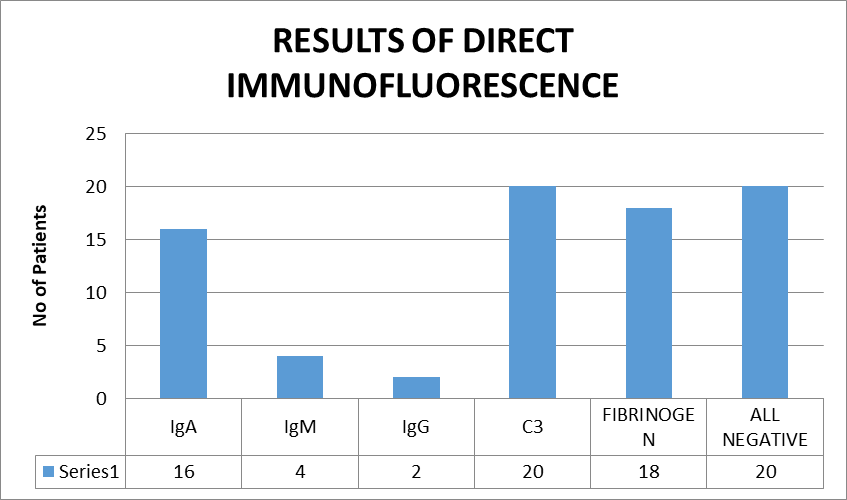 RESULTS OF DIRECT
IMMUNOFLUORESCENCE
No of Patients
25
20
15
10
5
0
IgA IgM IgG C3 FIBRINOGE ALL
N NEGATIVE
Series1 16 4 2 20 18 20